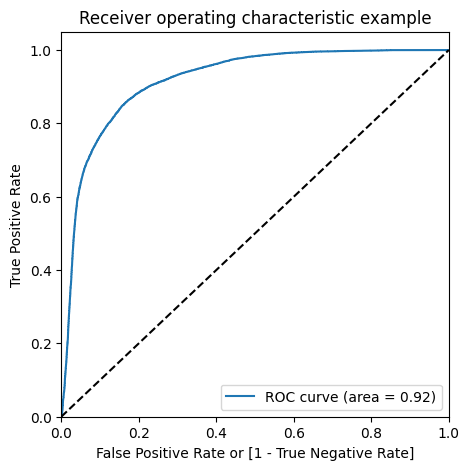 Receiver operating characteristic example
True Positive Rate
1.0
0.8
0.6
0.4
0.2
0.0
ROC curve (area = 0.92)
0.0 0.2 0.4 0.6 0.8 1.0
False Positive Rate or [1 - True Negative Rate]